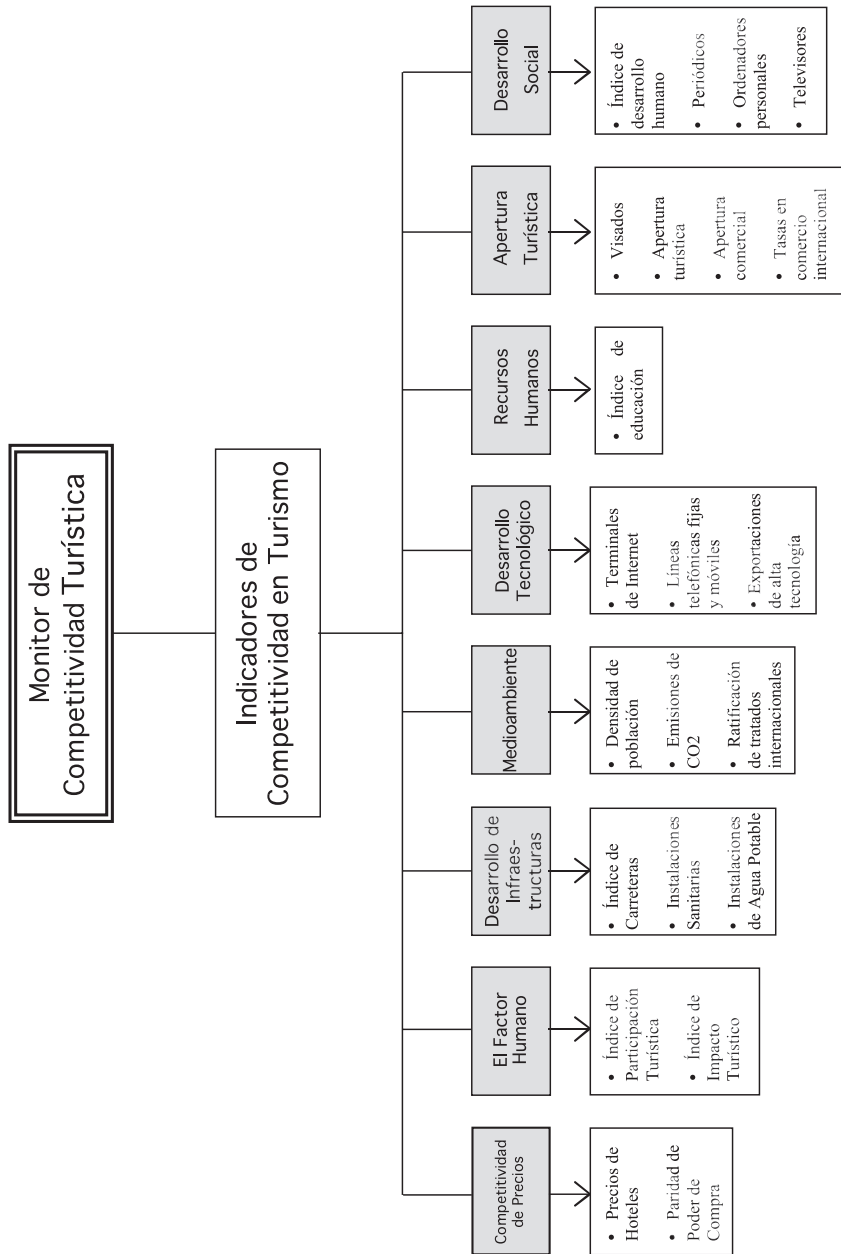 Monitor de
Competitividad Turística
Indicadores de
Competitividad en Turismo
Competitividad
de Precios
• Precios de
Hoteles
• Paridad de
Poder de
Compra
El Factor
Humano
• Índice de
Participación
Turística
• Índice de
Impacto
Turístico
Desarrollo de
Infraes-
tructuras
• Índice de
Carreteras
• Instalaciones
Sanitarias
• Instalaciones
de Agua Potable
Medioambiente
• Densidad de
población
• Emisiones de
CO2
• Ratificación
de tratados
internacionales
Desarrollo
Tecnológico
• Terminales
de Internet
• Líneas
telefónicas fijas
y móviles
• Exportaciones
de alta
tecnología
Recursos
Humanos
• Índice de
educación
Apertura
Turística
• Visados
• Apertura
turística
• Apertura
comercial
• Tasas en
comercio
internacional
Desarrollo
Social
• Índice de
desarrollo
humano
• Periódicos
• Ordenadores
personales
• Televisores